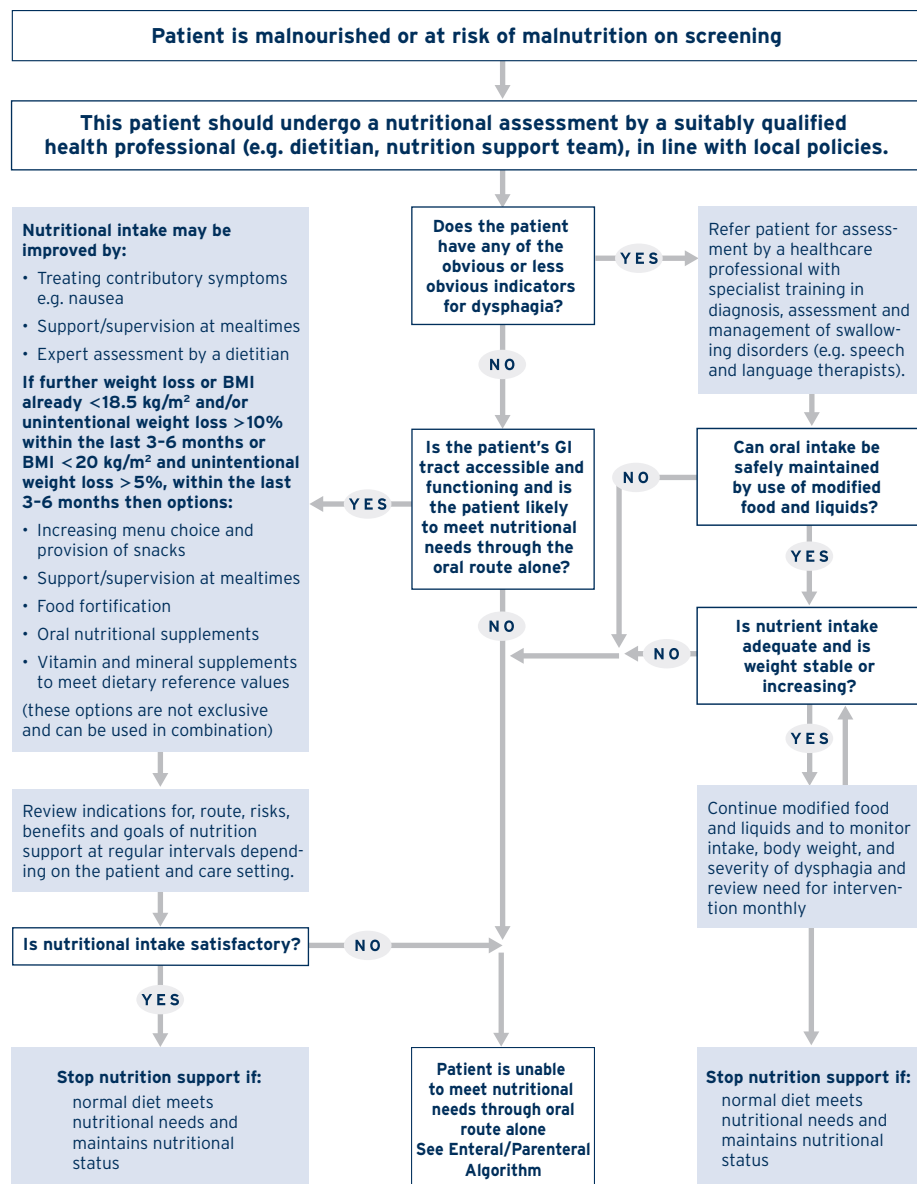 Patient is malnourished or at risk of malnutrition on screening
This patient should undergo a nutritional assessment by a suitably qualified
health professional (e.g. dietitian, nutrition support team), in line with local policies.
Does the patient
have any of the
obvious or less
obvious indicators
for dysphagia?
YES
Refer patient for assess-
ment by a healthcare
professional with
specialist training in
diagnosis, assessment and
management of swallow-
ing disorders (e.g. speech
and language therapists).
NO
Nutritional intake may be
improved by:
• Treating contributory symptoms
e.g. nausea
• Support/supervision at mealtimes
• Expert assessment by a dietitian
If further weight loss or BMI
already <18.5 kg/m² and/or
unintentional weight loss >10%
within the last 3–6 months or
BMI <20 kg/m² and unintentional
weight loss >5%, within the last
3–6 months then options:
• Increasing menu choice and
provision of snacks
• Support/supervision at mealtimes
• Food fortification
• Oral nutritional supplements
• Vitamin and mineral supplements
to meet dietary reference values
(these options are not exclusive
and can be used in combination)
YES
Is the patient's GI
tract accessible and
functioning and is
the patient likely
to meet nutritional
needs through the
oral route alone?
NO
NO
Can oral intake be
safely maintained
by use of modified
food and liquids?
YES
NO
Is nutrient intake
adequate and is
weight stable or
increasing?
YES
Review indications for, route, risks,
benefits and goals of nutrition
support at regular intervals depend-
ing on the patient and care setting.
Continue modified food
and liquids and to monitor
intake, body weight, and
severity of dysphagia and
review need for interven-
tion monthly
Is nutritional intake satisfactory?
NO
YES
Stop nutrition support if:
normal diet meets
nutritional needs and
maintains nutritional
status
Patient is unable
to meet nutritional
needs through oral
route alone
See Enteral/Parenteral
Algorithm
Stop nutrition support if:
normal diet meets
nutritional needs and
maintains nutritional
status